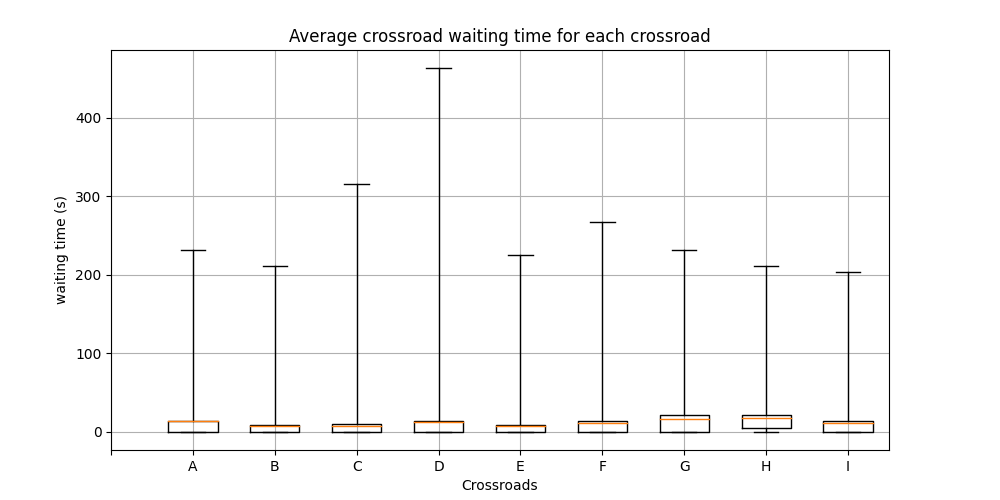 Average crossroad waiting time for each crossroad
waiting time (s)
400
300
200
100
0
A B C D E F G H I
Crossroads